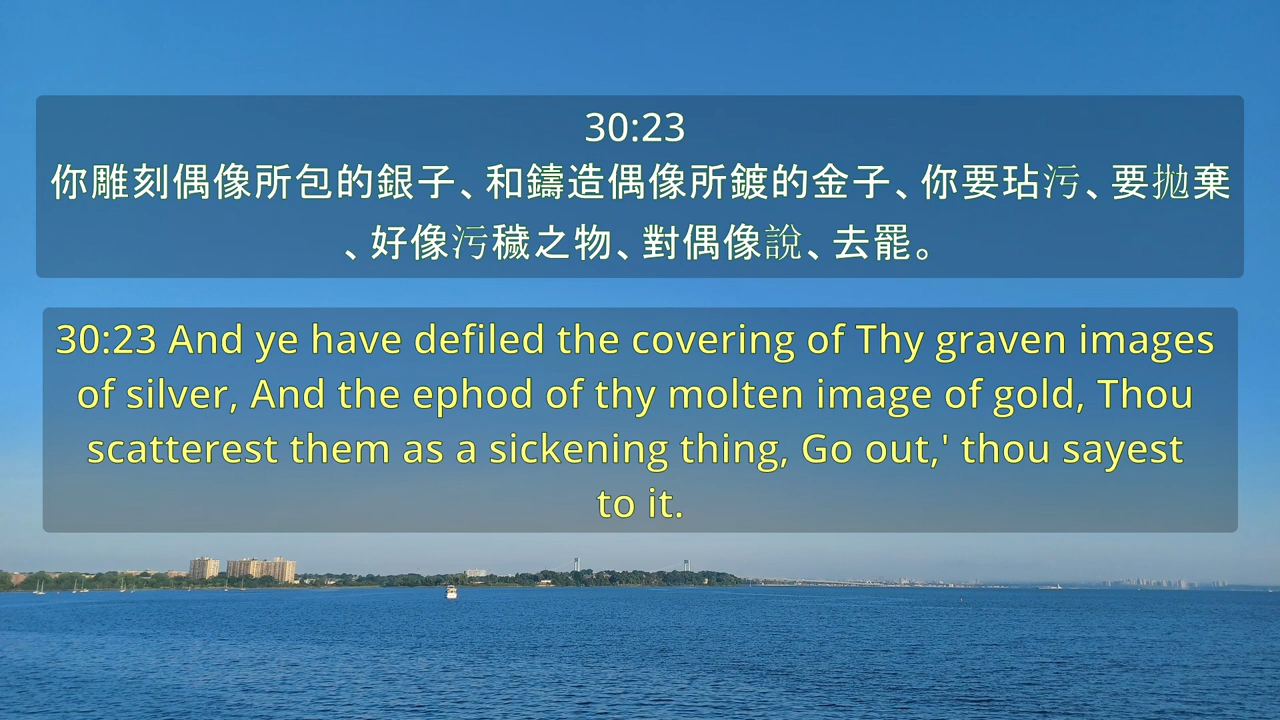 30:23
你雕刻偶像所包的銀子、和鑄造偶像所鍍的金子、你要玷污、要拋棄
、好像污穢之物、對偶像說、去罷。
30:23 And ye have defiled the covering of Thy graven images
of silver, And the ephod of thy molten image of gold, Thou
scatterest them as a sickening thing, Go out,' thou sayest
to it.